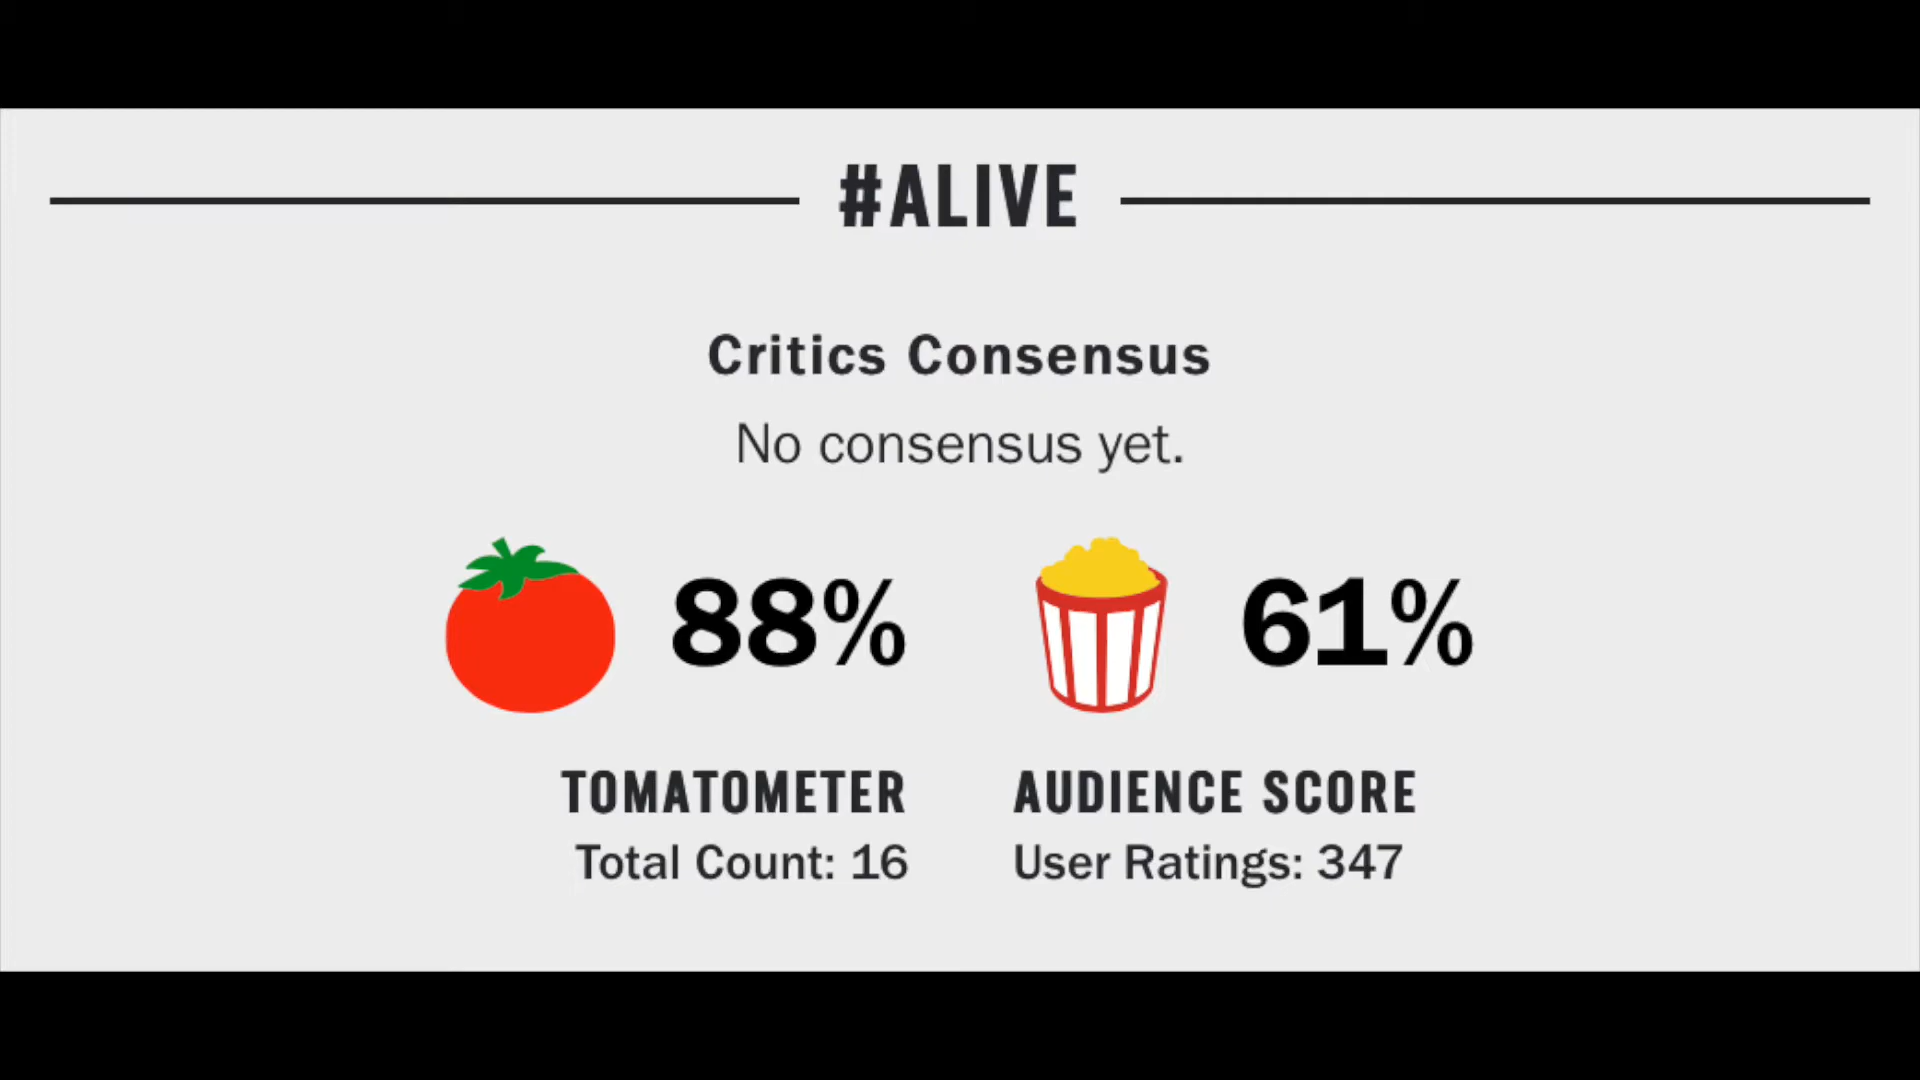 #ALIVE
Critics Consensus
No consensus yet.
88% 61%
TOMATOMETER AUDIENCE SCORE
Total Count: 16 User Ratings: 347